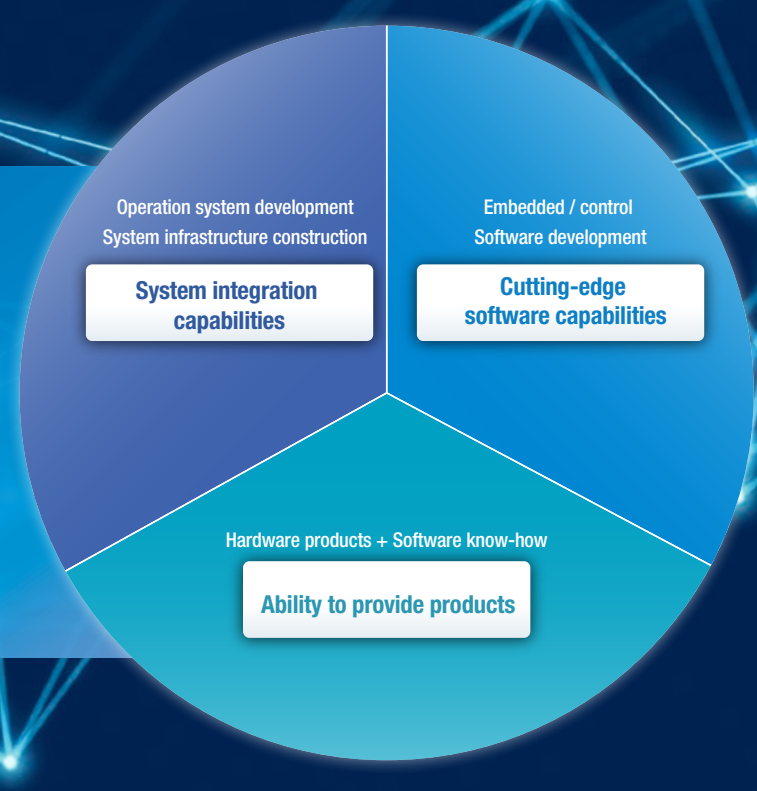 Operation system development
System infrastructure construction
System integration
capabilities
Embedded / control
Software development
Cutting-edge
software capabilities
Hardware products + Software know-how
Ability to provide products